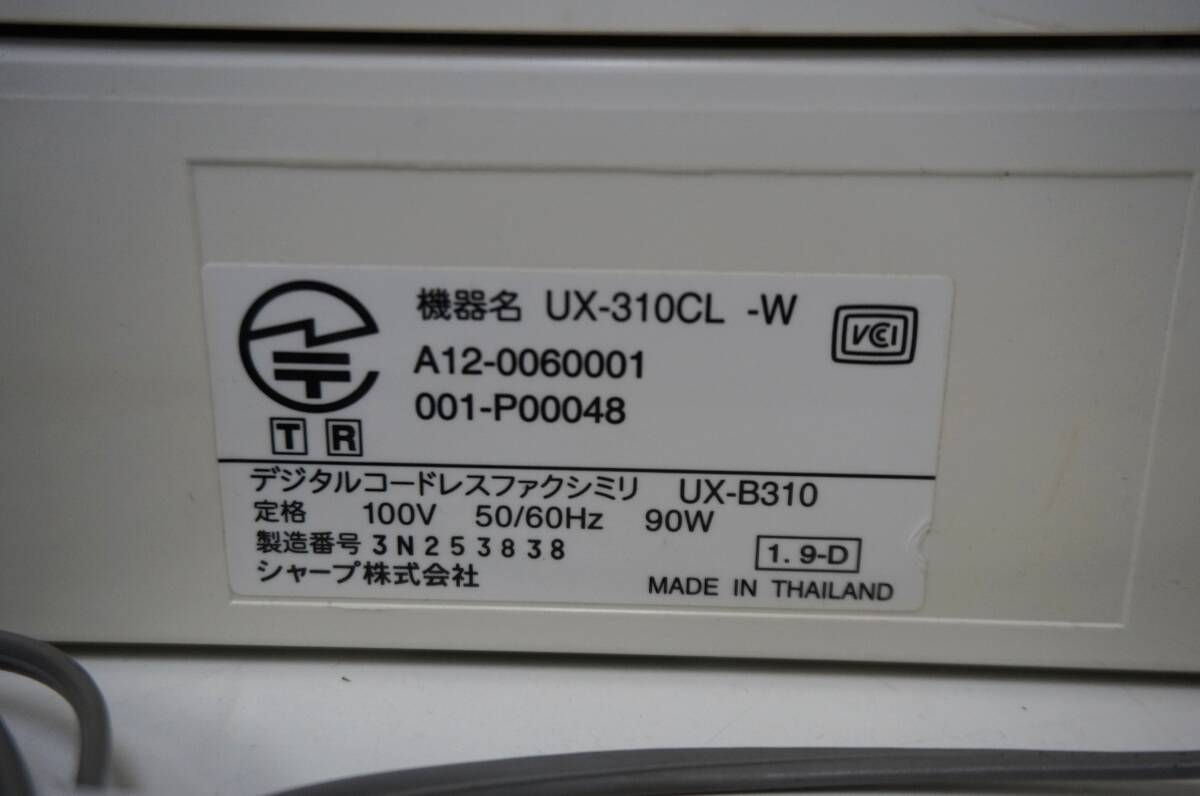 機器名 UX-310CL -W
VCCI
A12-0060001
001-P00048
T R
デジタルコードレスファクシミリ UX-B310
定格 100V 50/60Hz 90W
製造番号 3N253838
1.9-D
シャープ株式会社
MADE IN THAILAND